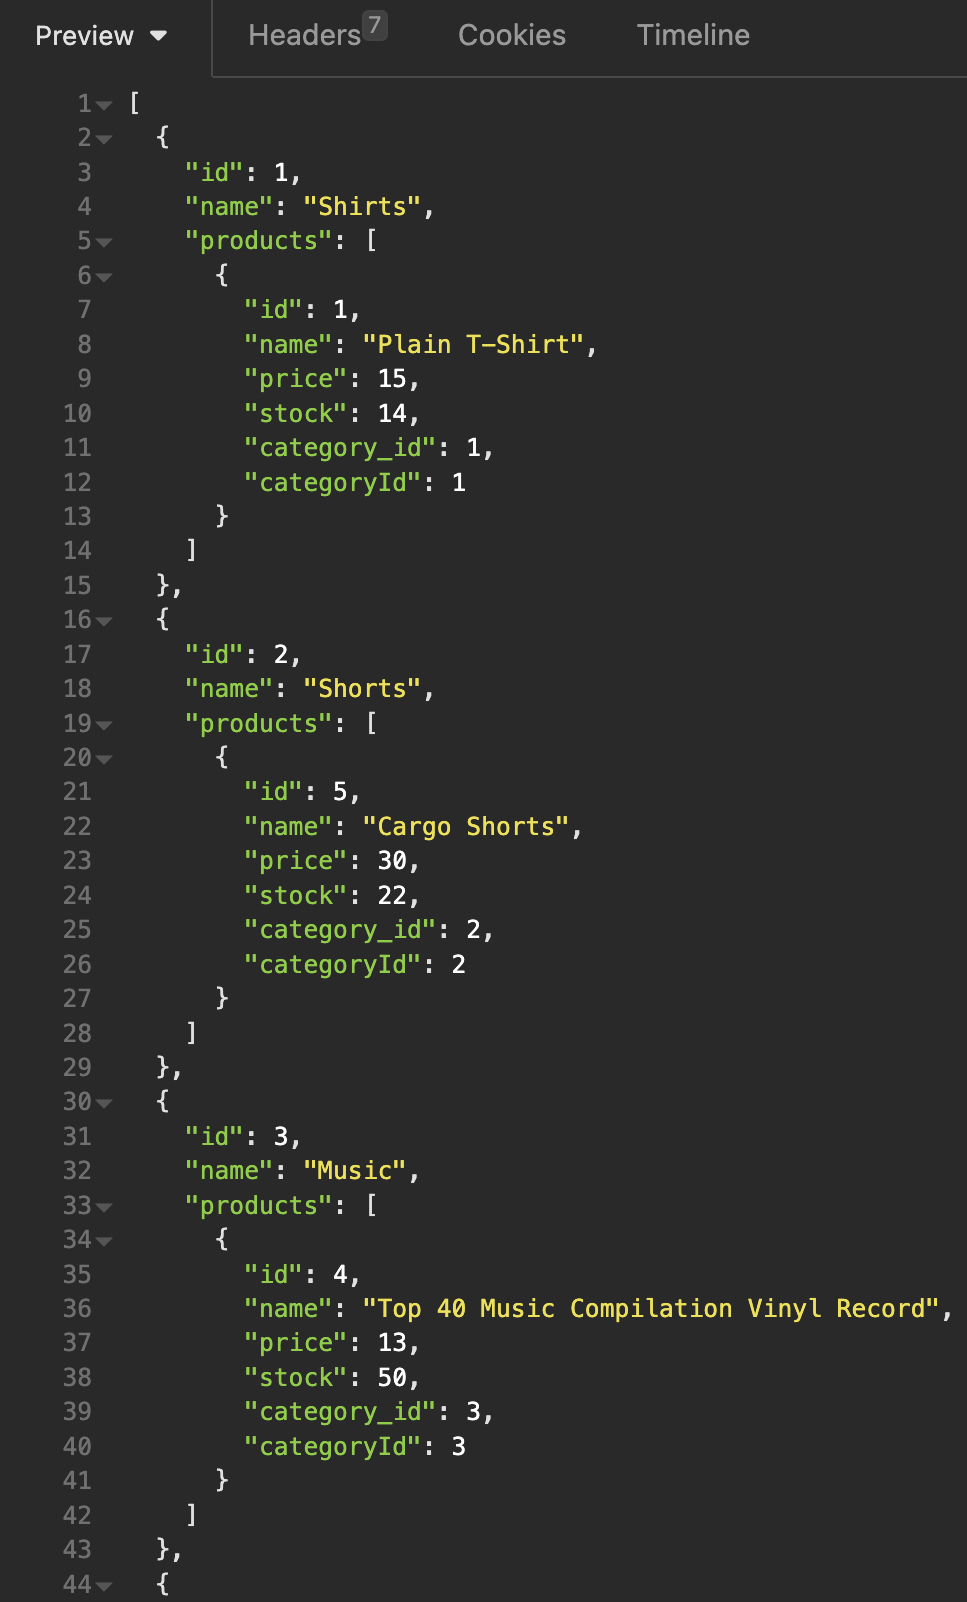 Preview Headers 7 Cookies Timeline
1 [
2 {
3 "id": 1,
4 "name": "Shirts",
5 "products": [
6 {
7 "id": 1,
8 "name": "Plain T-Shirt",
9 "price": 15,
10 "stock": 14,
11 "category_id": 1,
12 "categoryId": 1
13 }
14 ]
15 },
16 {
17 "id": 2,
18 "name": "Shorts",
19 "products": [
20 {
21 "id": 5,
22 "name": "Cargo Shorts",
23 "price": 30,
24 "stock": 22,
25 "category_id": 2,
26 "categoryId": 2
27 }
28 ]
29 },
30 {
31 "id": 3,
32 "name": "Music",
33 "products": [
34 {
35 "id": 4,
36 "name": "Top 40 Music Compilation Vinyl Record",
37 "price": 13,
38 "stock": 50,
39 "category_id": 3,
40 "categoryId": 3
41 }
42 ]
43 },
44 {